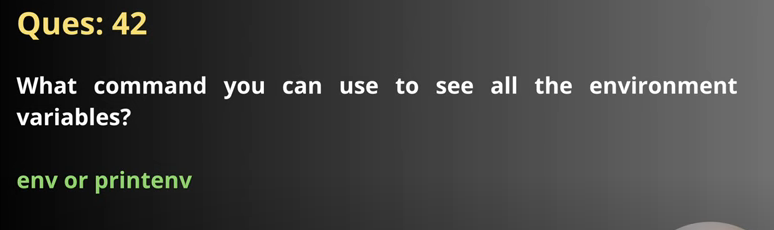 Ques: 42
What command you can use to see all the environment
variables?
env or printenv